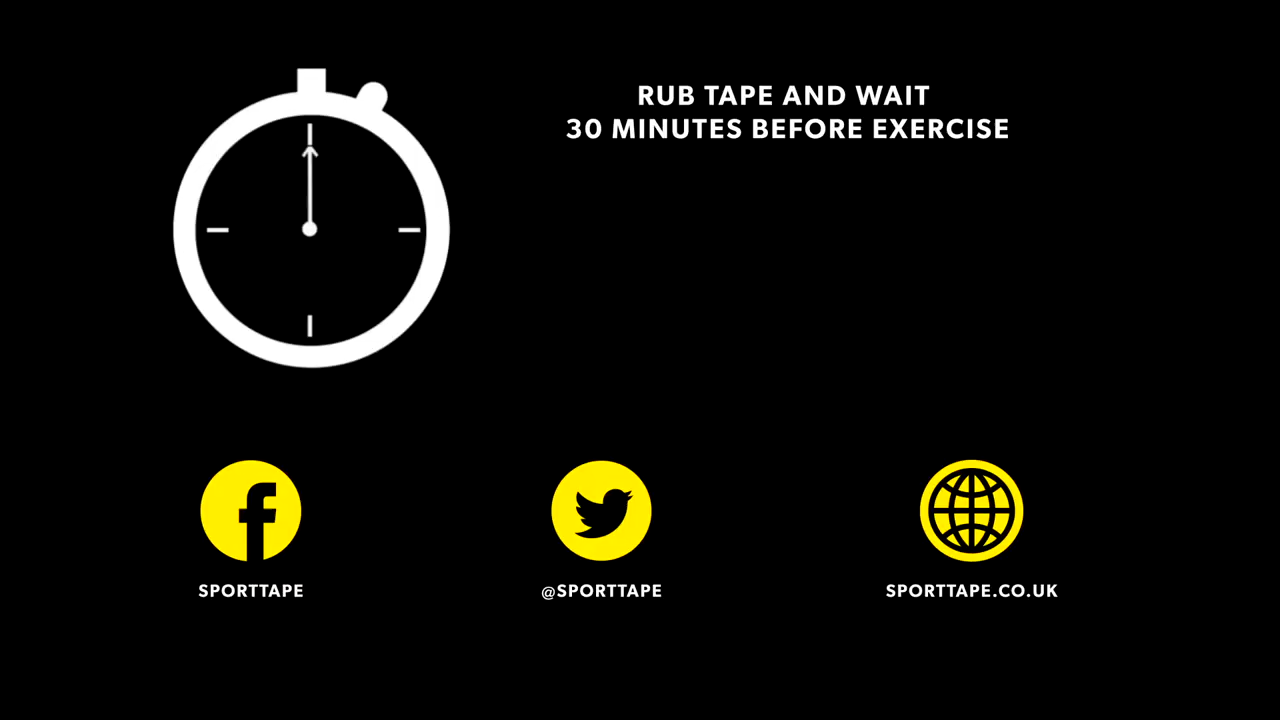 RUB TAPE AND WAIT
30 MINUTES BEFORE EXERCISE
SPORTTAPE
@SPORTTAPE
SPORTTAPE.CO.UK